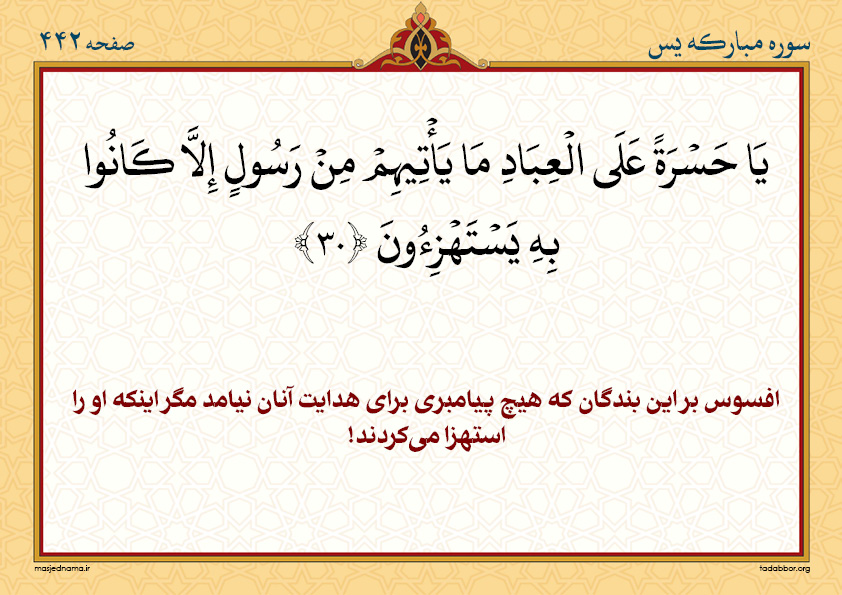 سوره مبارکه یس
صفحه ۴۴۲
يَا حَسْرَةً عَلَى الْعِبَادِ مَا يَأْتِيهِمْ مِنْ رَسُولٍ إِلَّا كَانُوا
بِهِ يَسْتَهْزِءُونَ ﴿۳۰﴾
افسوس بر این بندگان که هیچ پیامبری برای هدایت آنان نیامد مگر اینکه او را
استهزا می‌کردند!
masjednama.ir
tadabbor.org